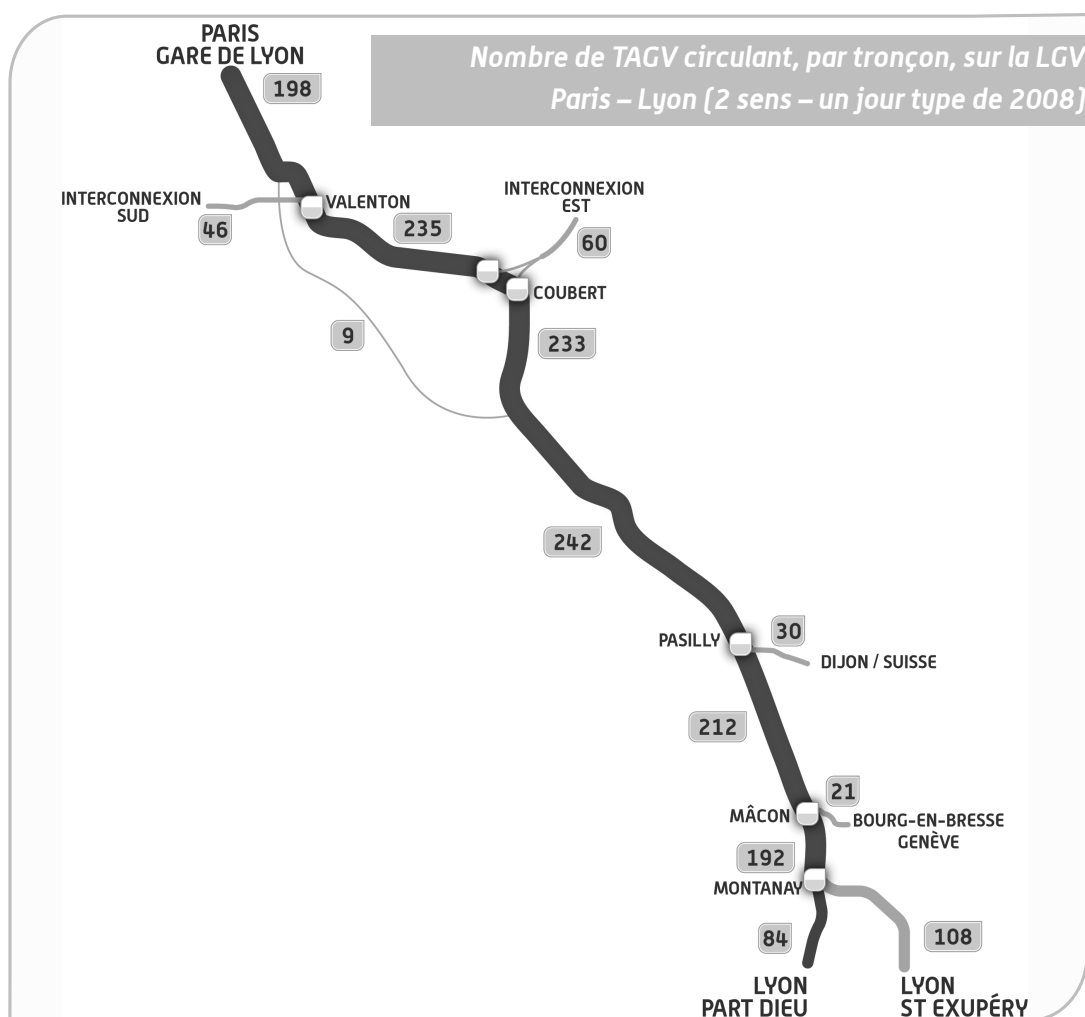 PARIS
GARE DE LYON
Nombre de TAGV circulant, par tronçon, sur la LGV
Paris – Lyon (2 sens – un jour type de 2008)
198
INTERCONNEXION
SUD
46
VALENTON
235
INTERCONNEXION
EST
60
COUBERT
9
233
242
PASILLY
30
DIJON / SUISSE
212
21
MÂCON
BOURG-EN-BRESSE
GENÈVE
192
MONTANAY
84
108
LYON
PART DIEU
LYON
ST EXUPÉRY